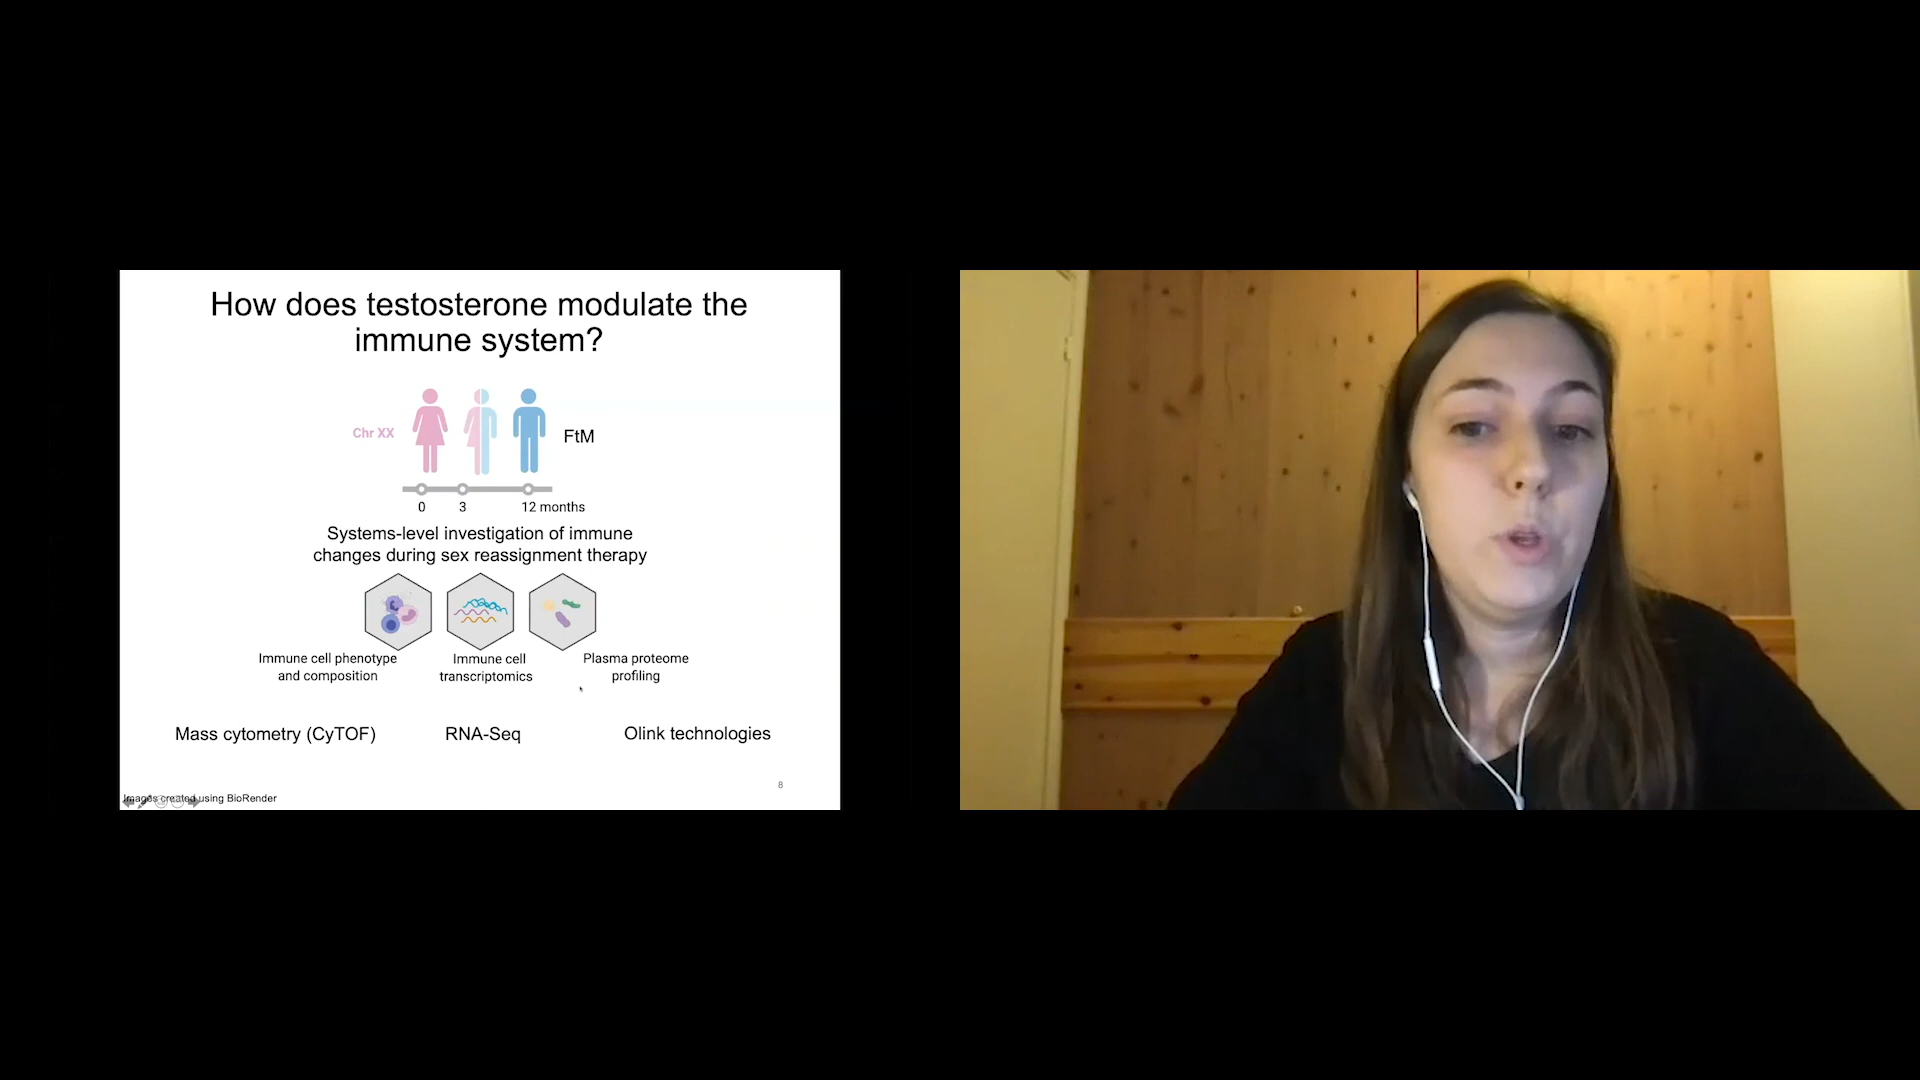 How does testosterone modulate the
immune system?
Chr XX
FtM
0 3 12 months
Systems-level investigation of immune
changes during sex reassignment therapy
Immune cell phenotype
and composition
Immune cell
transcriptomics
Plasma proteome
profiling
Mass cytometry (CyTOF)
RNA-Seq
Olink technologies
8
Images created using BioRender